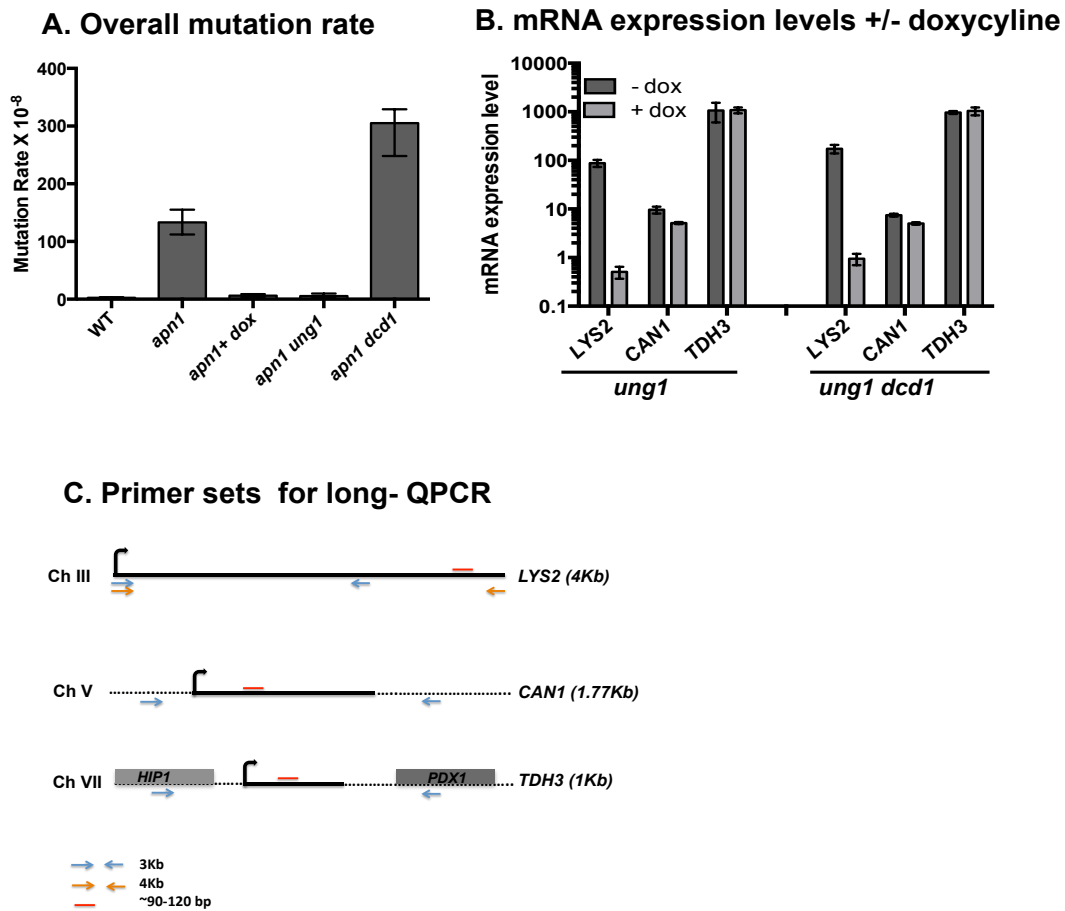 A. Overall mutation rate
Mutation Rate X 10-8
400
300
200
100
0
WT
apn1
apn1+ dox
apn1 ung1
apn1 dcd1
B. mRNA expression levels +/- doxycyline
mRNA expression level
10000
1000
100
10
1
0.1
- dox
+ dox
LYS2
CAN1
TDH3
LYS2
CAN1
TDH3
ung1
ung1 dcd1
C. Primer sets for long- QPCR
Ch III
LYS2 (4Kb)
Ch V
CAN1 (1.77Kb)
Ch VII
HIP1
PDX1
TDH3 (1Kb)
3Kb
4Kb
~90-120 bp